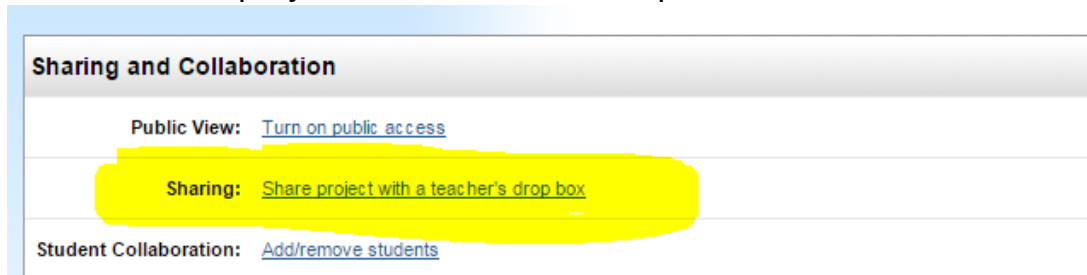 Sharing and Collaboration
Public View: Turn on public access
Sharing: Share project with a teacher's drop box
Student Collaboration: Add/remove students